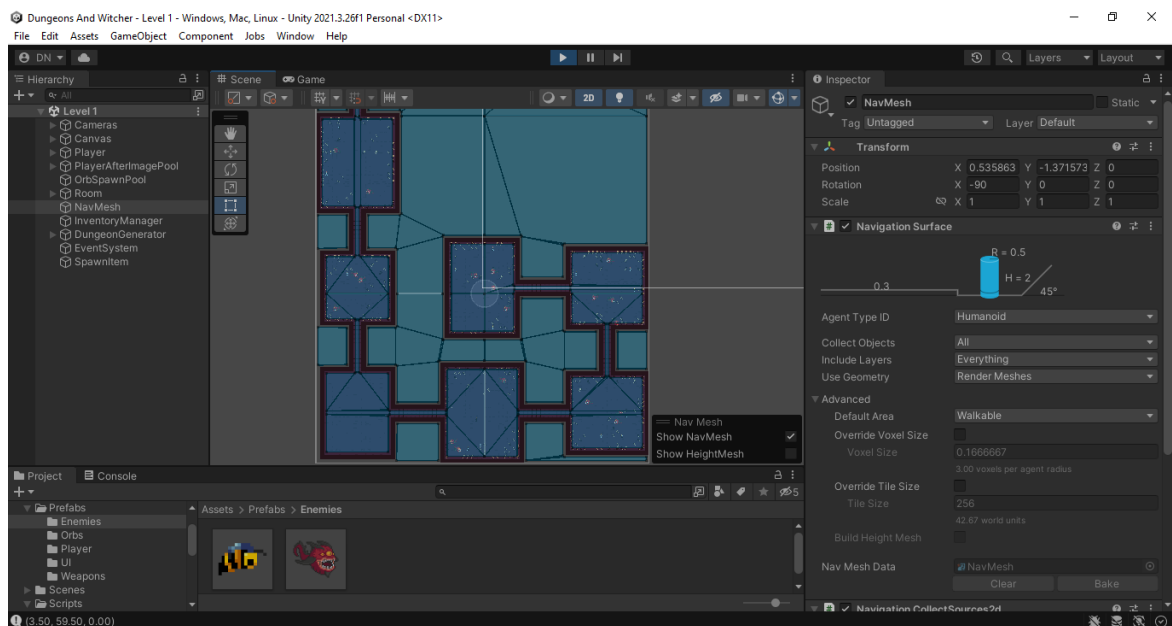 Dungeons And Witcher - Level 1 - Windows, Mac, Linux - Unity 2021.3.26f1 Personal <DX11>
File Edit Assets GameObject Component Jobs Window Help
DN
Layers
Layout
Hierarchy
All
Level 1
Cameras
Canvas
Player
PlayerAfterImagePool
OrbSpawnPool
Room
NavMesh
InventoryManager
DungeonGenerator
EventSystem
SpawnItem
Scene Game
2D
Nav Mesh
Show NavMesh
Show HeightMesh
Inspector
NavMesh
Static
Tag Untagged Layer Default
Transform
Position X 0.535863 Y -1.371573 Z 0
Rotation X -90 Y 0 Z 0
Scale X 1 Y 1 Z 1
Navigation Surface
R = 0.5
H = 2
0.3
45°
Agent Type ID Humanoid
Collect Objects All
Include Layers Everything
Use Geometry Render Meshes
Advanced
Default Area Walkable
Override Voxel Size
Voxel Size 0.1666667
3.00 voxels per agent radius
Override Tile Size
Tile Size 256
42.67 world units
Build Height Mesh
Nav Mesh Data NavMesh
Clear Bake
Navigation CollectSources2d
Project Console
5
Prefabs
Enemies
Orbs
Player
UI
Weapons
Scenes
Scripts
Assets > Prefabs > Enemies
(3.50, 59.50, 0.00)